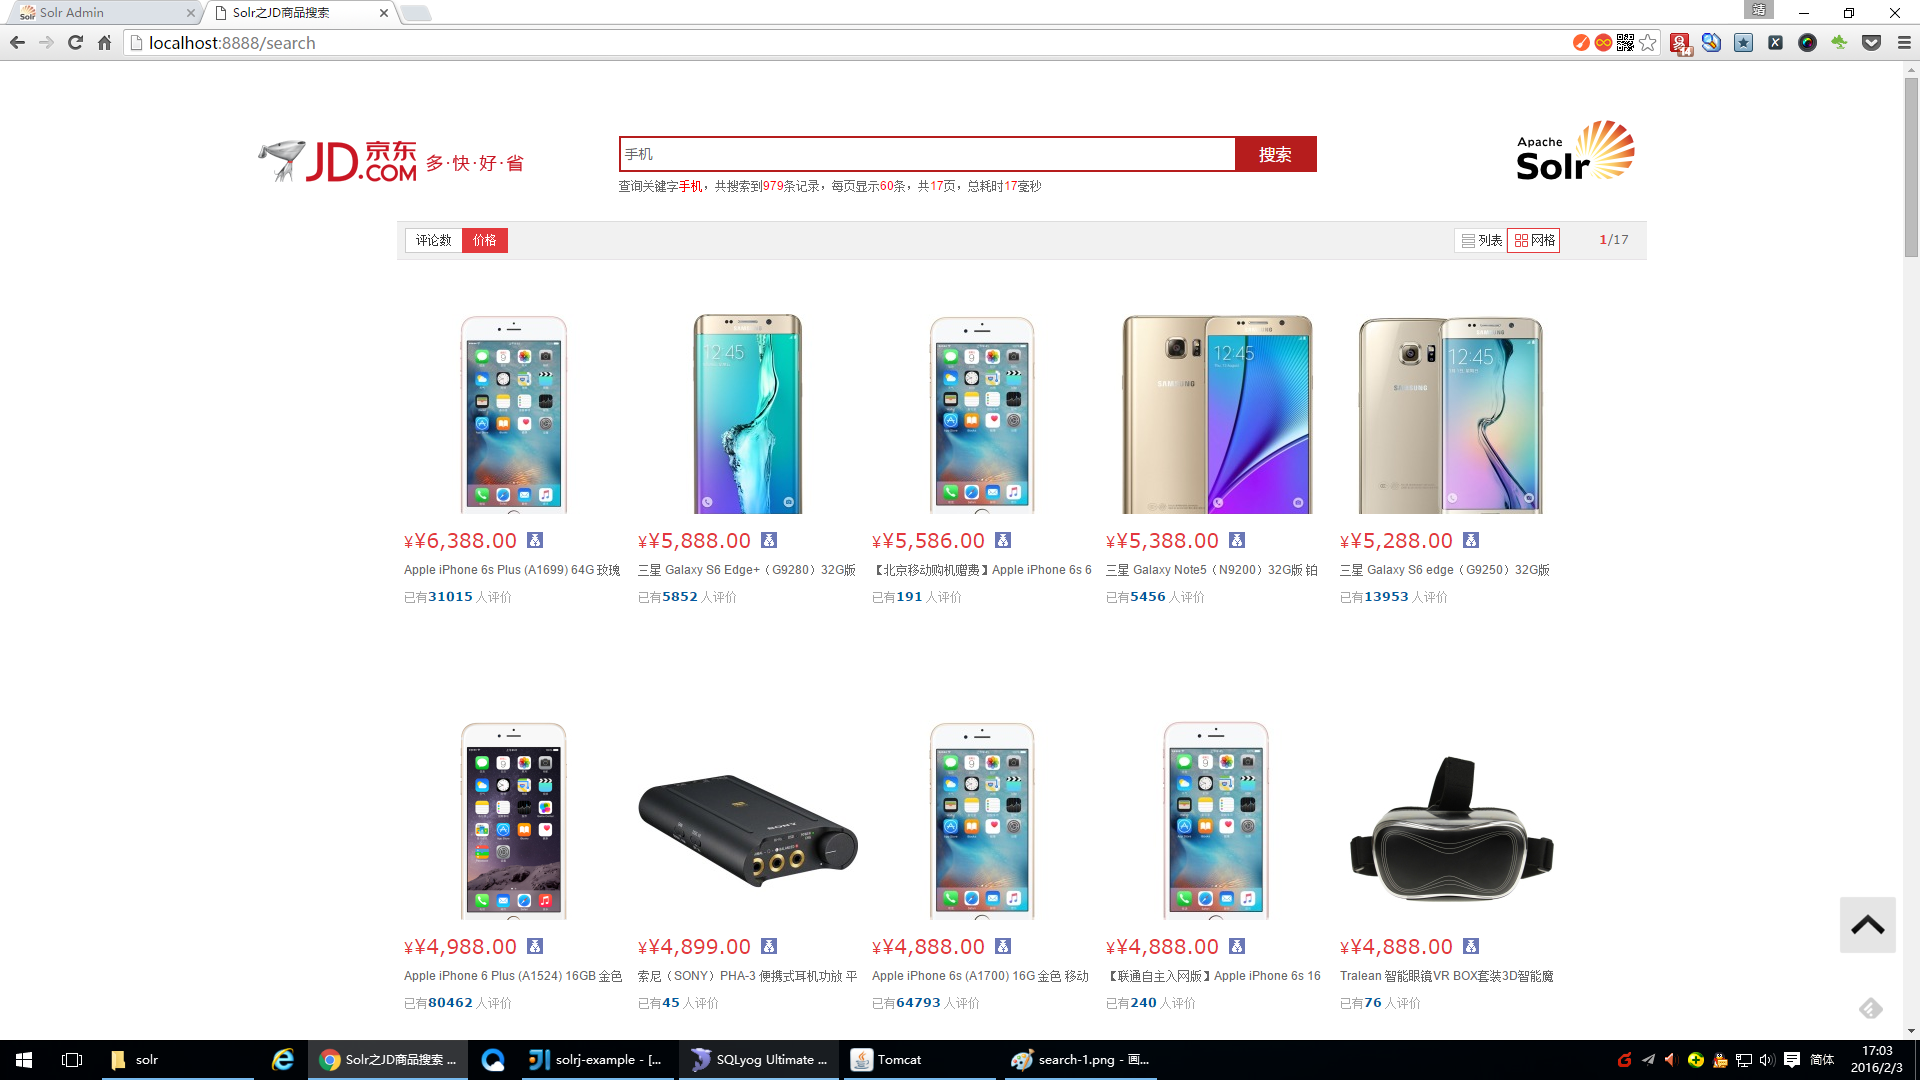 Solr Admin
Solr之JD商品搜索
靖
localhost:8888/search
14
JD.COM 京东 多·快·好·省
手机
搜索
Apache Solr
查询关键字手机，共搜索到979条记录，每页显示60条，共17页，总耗时17毫秒
评论数 价格
列表 网格 1/17
¥¥6,388.00 ¥¥5,888.00 ¥¥5,586.00 ¥¥5,388.00 ¥¥5,288.00
Apple iPhone 6s Plus (A1699) 64G 玫瑰 三星 Galaxy S6 Edge+（G9280）32G版 【北京移动购机赠费】Apple iPhone 6s 6 三星 Galaxy Note5（N9200）32G版 铂 三星 Galaxy S6 edge（G9250）32G版
已有31015 人评价 已有5852 人评价 已有191 人评价 已有5456 人评价 已有13953 人评价
¥¥4,988.00 ¥¥4,899.00 ¥¥4,888.00 ¥¥4,888.00 ¥¥4,888.00
Apple iPhone 6 Plus (A1524) 16GB 金色 索尼（SONY）PHA-3 便携式耳机功放 平 Apple iPhone 6s (A1700) 16G 金色 移动 【联通自主入网版】Apple iPhone 6s 16 Tralean 智能眼镜VR BOX套装3D智能魔
已有80462 人评价 已有45 人评价 已有64793 人评价 已有240 人评价 已有76 人评价
solr
Solr之JD商品搜索 ...
solrj-example - [...
SQLyog Ultimate ...
Tomcat
search-1.png - 画...
简体
17:03
2016/2/3